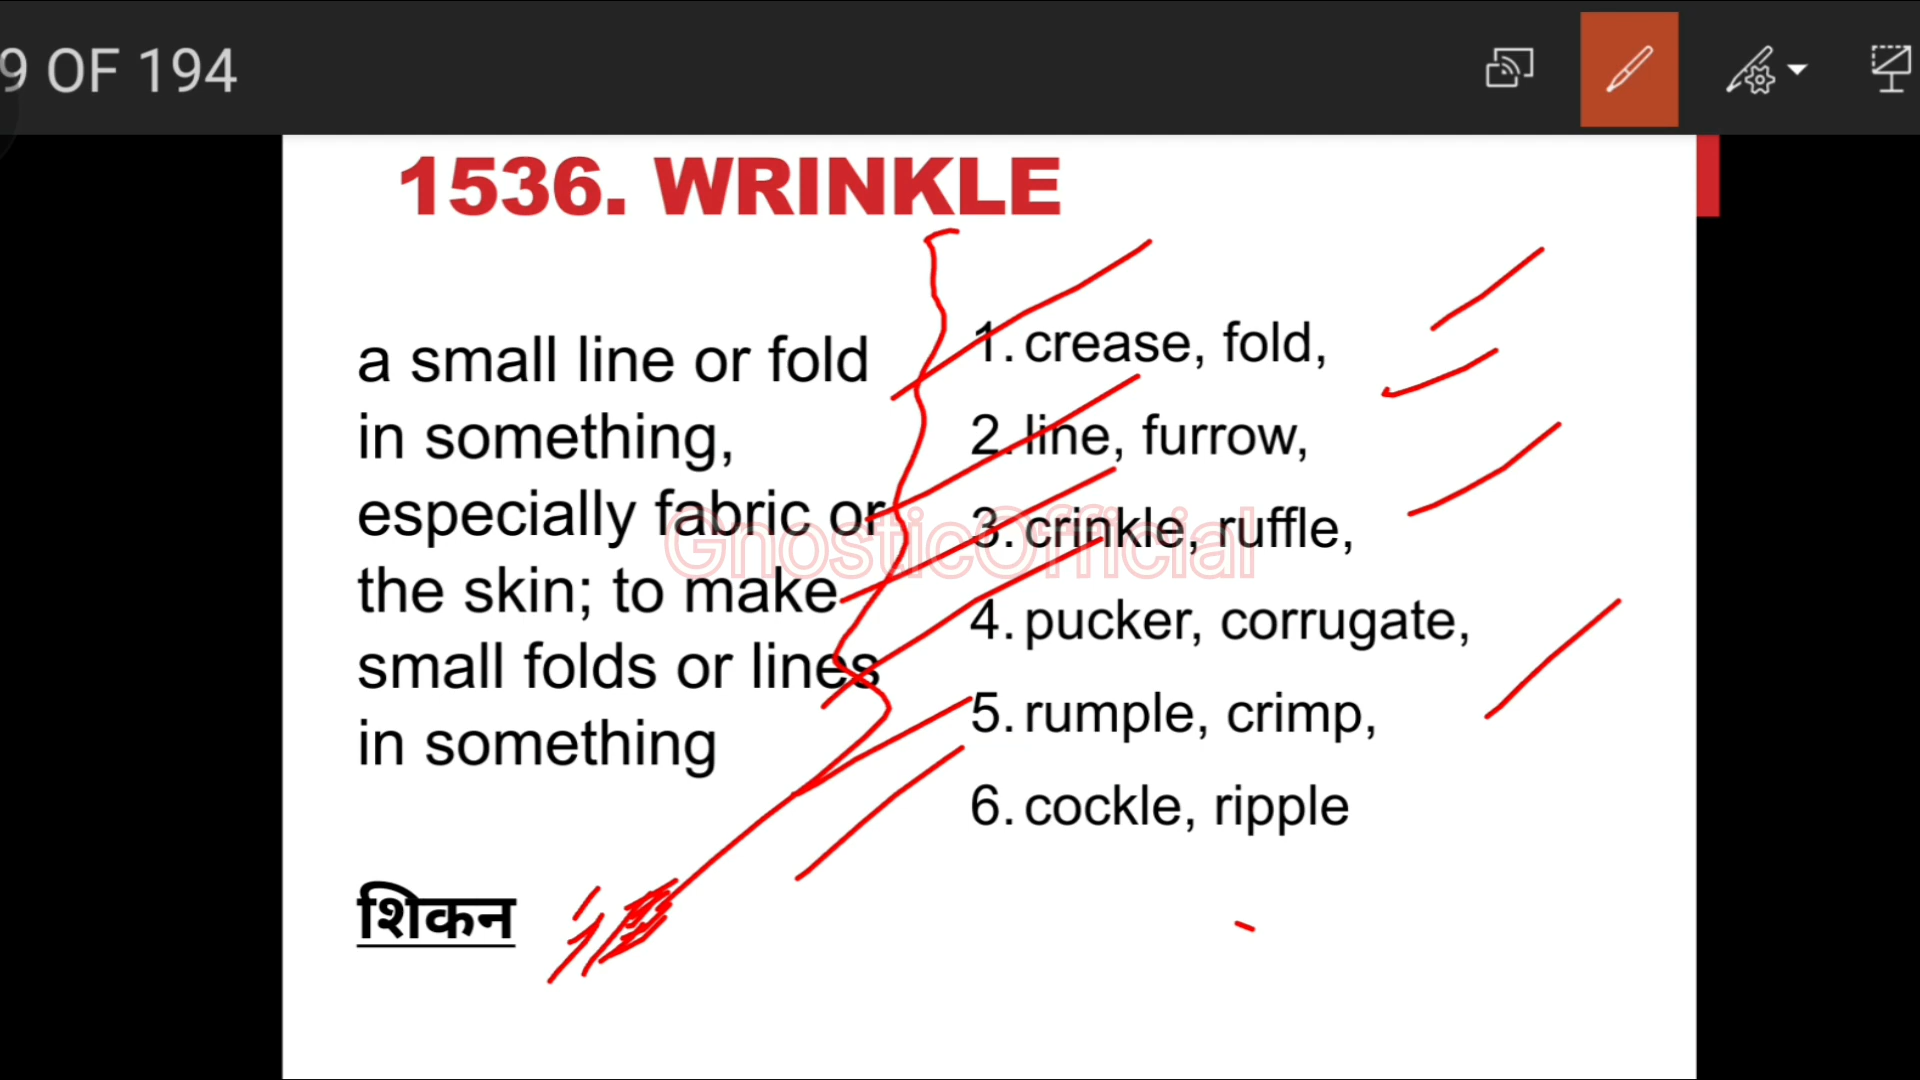 9 OF 194
1536. WRINKLE
a small line or fold
in something,
especially fabric or
the skin; to make
small folds or lines
in something
शिकन
1. crease, fold,
2. line, furrow,
3. crinkle, ruffle,
4. pucker, corrugate,
5. rumple, crimp,
6. cockle, ripple
GnosticOfficial